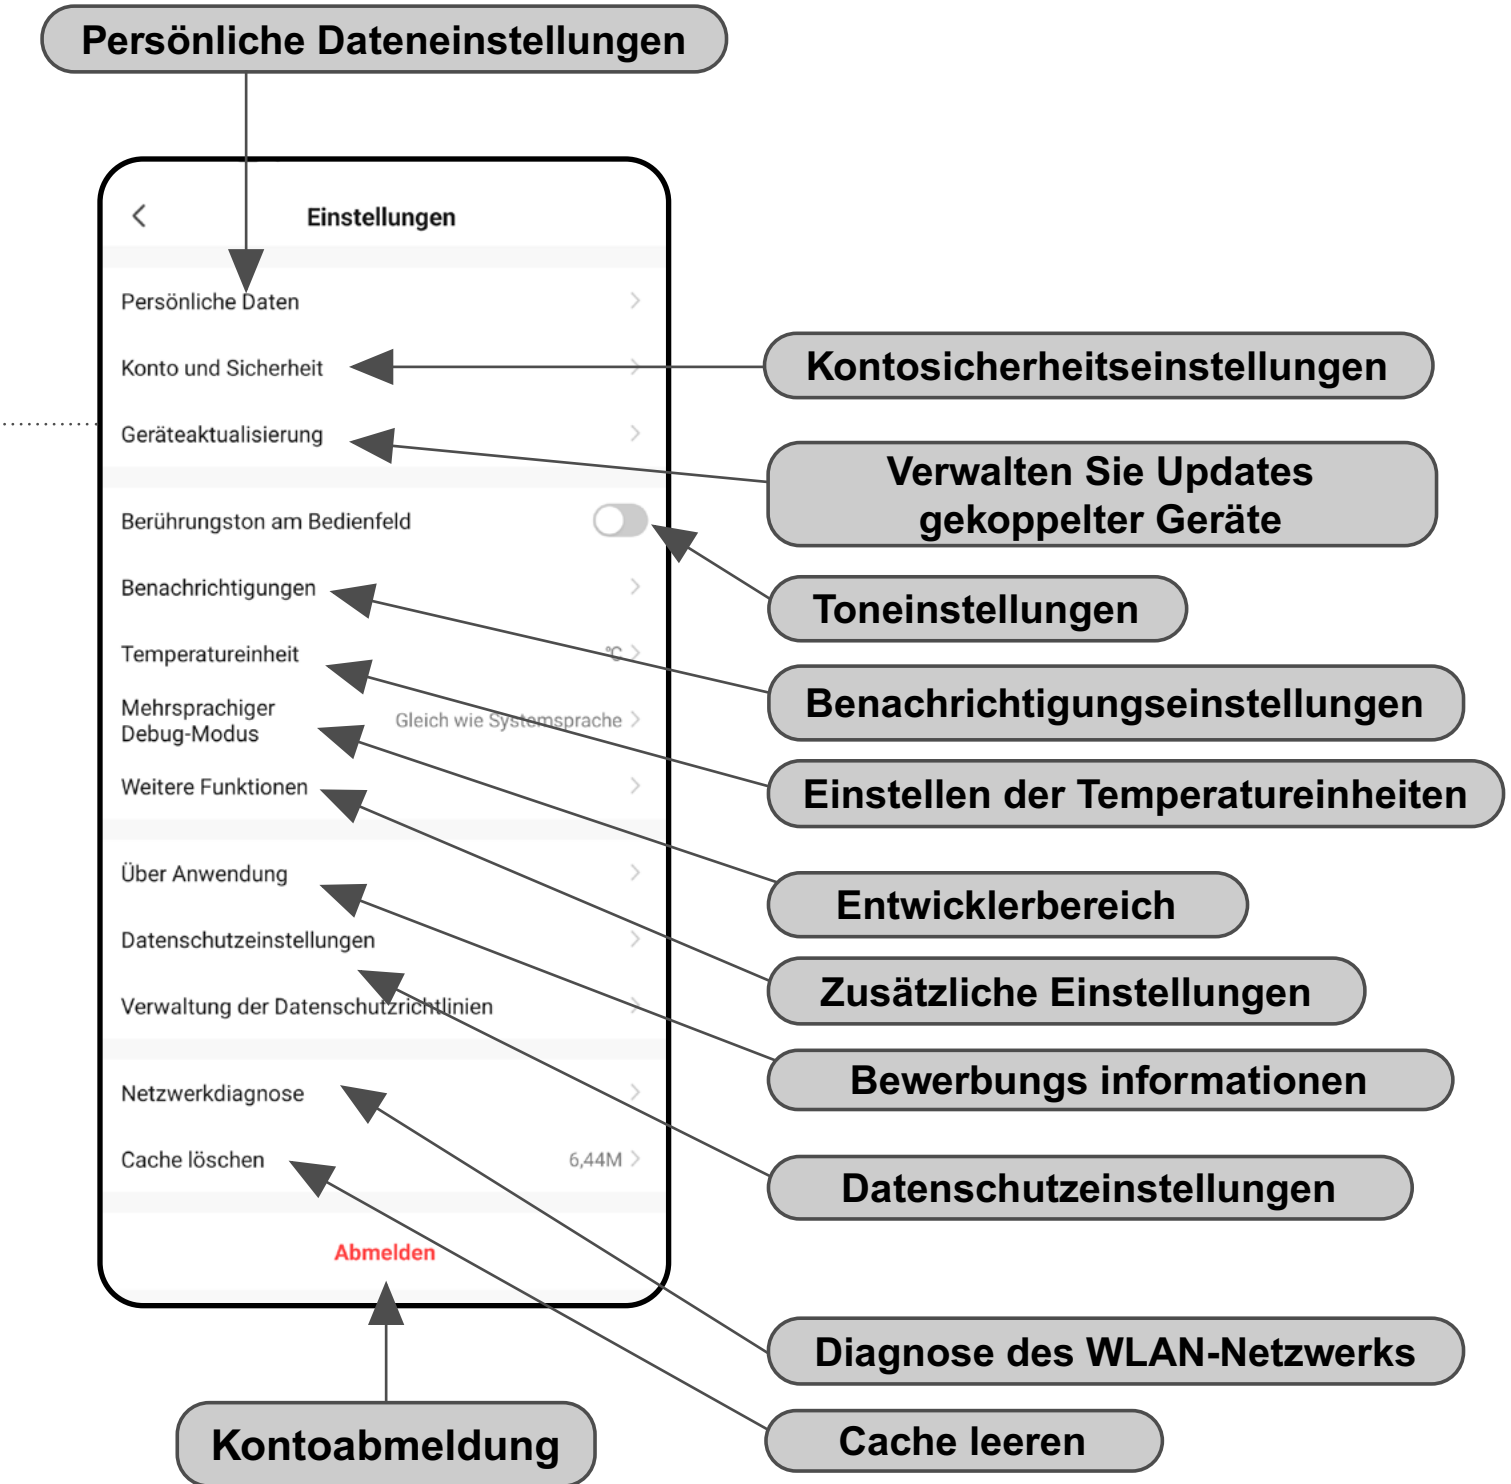 Persönliche Dateneinstellungen
Einstellungen
Persönliche Daten
Konto und Sicherheit
Geräteaktualisierung
Berührungston am Bedienfeld
Benachrichtigungen
Temperatureinheit
°C
Mehrsprachiger
Debug-Modus
Gleich wie Systemsprache
Weitere Funktionen
Über Anwendung
Datenschutzeinstellungen
Verwaltung der Datenschutzrichtlinien
Netzwerkdiagnose
Cache löschen
6,44M
Abmelden
Kontosicherheitseinstellungen
Verwalten Sie Updates
gekoppelter Geräte
Toneinstellungen
Benachrichtigungseinstellungen
Einstellen der Temperatureinheiten
Entwicklerbereich
Zusätzliche Einstellungen
Bewerbungs informationen
Datenschutzeinstellungen
Diagnose des WLAN-Netzwerks
Cache leeren
Kontoabmeldung